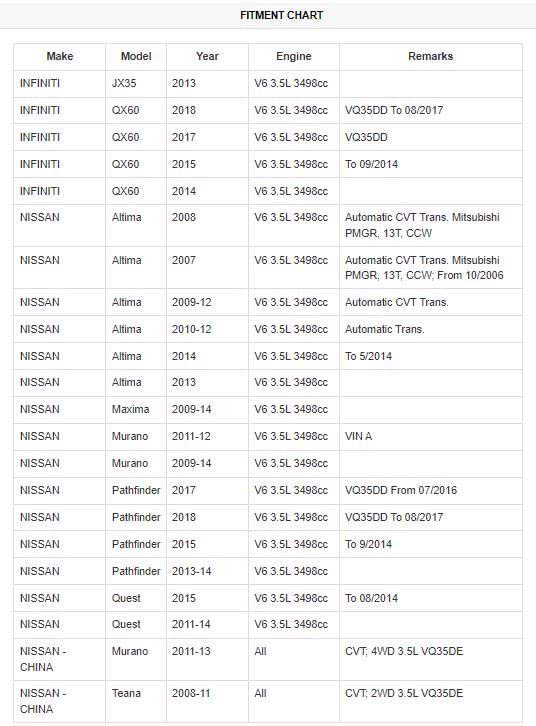 FITMENT CHART
Make Model Year Engine Remarks
INFINITI JX35 2013 V6 3.5L 3498cc
INFINITI QX60 2018 V6 3.5L 3498cc VQ35DD To 08/2017
INFINITI QX60 2017 V6 3.5L 3498cc VQ35DD
INFINITI QX60 2015 V6 3.5L 3498cc To 09/2014
INFINITI QX60 2014 V6 3.5L 3498cc
NISSAN Altima 2008 V6 3.5L 3498cc Automatic CVT Trans. Mitsubishi
PMGR, 13T, CCW
NISSAN Altima 2007 V6 3.5L 3498cc Automatic CVT Trans. Mitsubishi
PMGR, 13T, CCW; From 10/2006
NISSAN Altima 2009-12 V6 3.5L 3498cc Automatic CVT Trans.
NISSAN Altima 2010-12 V6 3.5L 3498cc Automatic Trans.
NISSAN Altima 2014 V6 3.5L 3498cc To 5/2014
NISSAN Altima 2013 V6 3.5L 3498cc
NISSAN Maxima 2009-14 V6 3.5L 3498cc
NISSAN Murano 2011-12 V6 3.5L 3498cc VIN A
NISSAN Murano 2009-14 V6 3.5L 3498cc
NISSAN Pathfinder 2017 V6 3.5L 3498cc VQ35DD From 07/2016
NISSAN Pathfinder 2018 V6 3.5L 3498cc VQ35DD To 08/2017
NISSAN Pathfinder 2015 V6 3.5L 3498cc To 9/2014
NISSAN Pathfinder 2013-14 V6 3.5L 3498cc
NISSAN Quest 2015 V6 3.5L 3498cc To 08/2014
NISSAN Quest 2011-14 V6 3.5L 3498cc
NISSAN - Murano 2011-13 All CVT; 4WD 3.5L VQ35DE
CHINA
NISSAN - Teana 2008-11 All CVT; 2WD 3.5L VQ35DE
CHINA